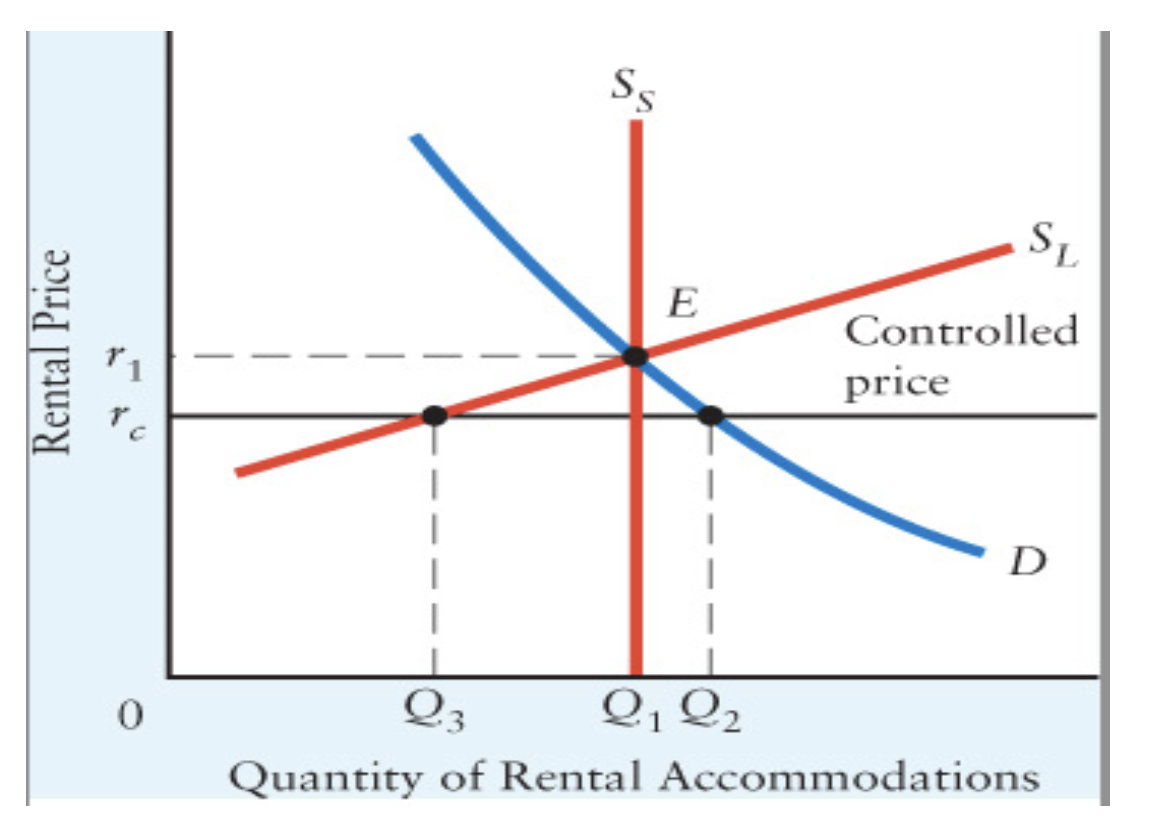 S_S
S_L
E
Controlled
price
Rental Price
r_1
r_c
D
0
Q_3
Q_1
Q_2
Quantity of Rental Accommodations